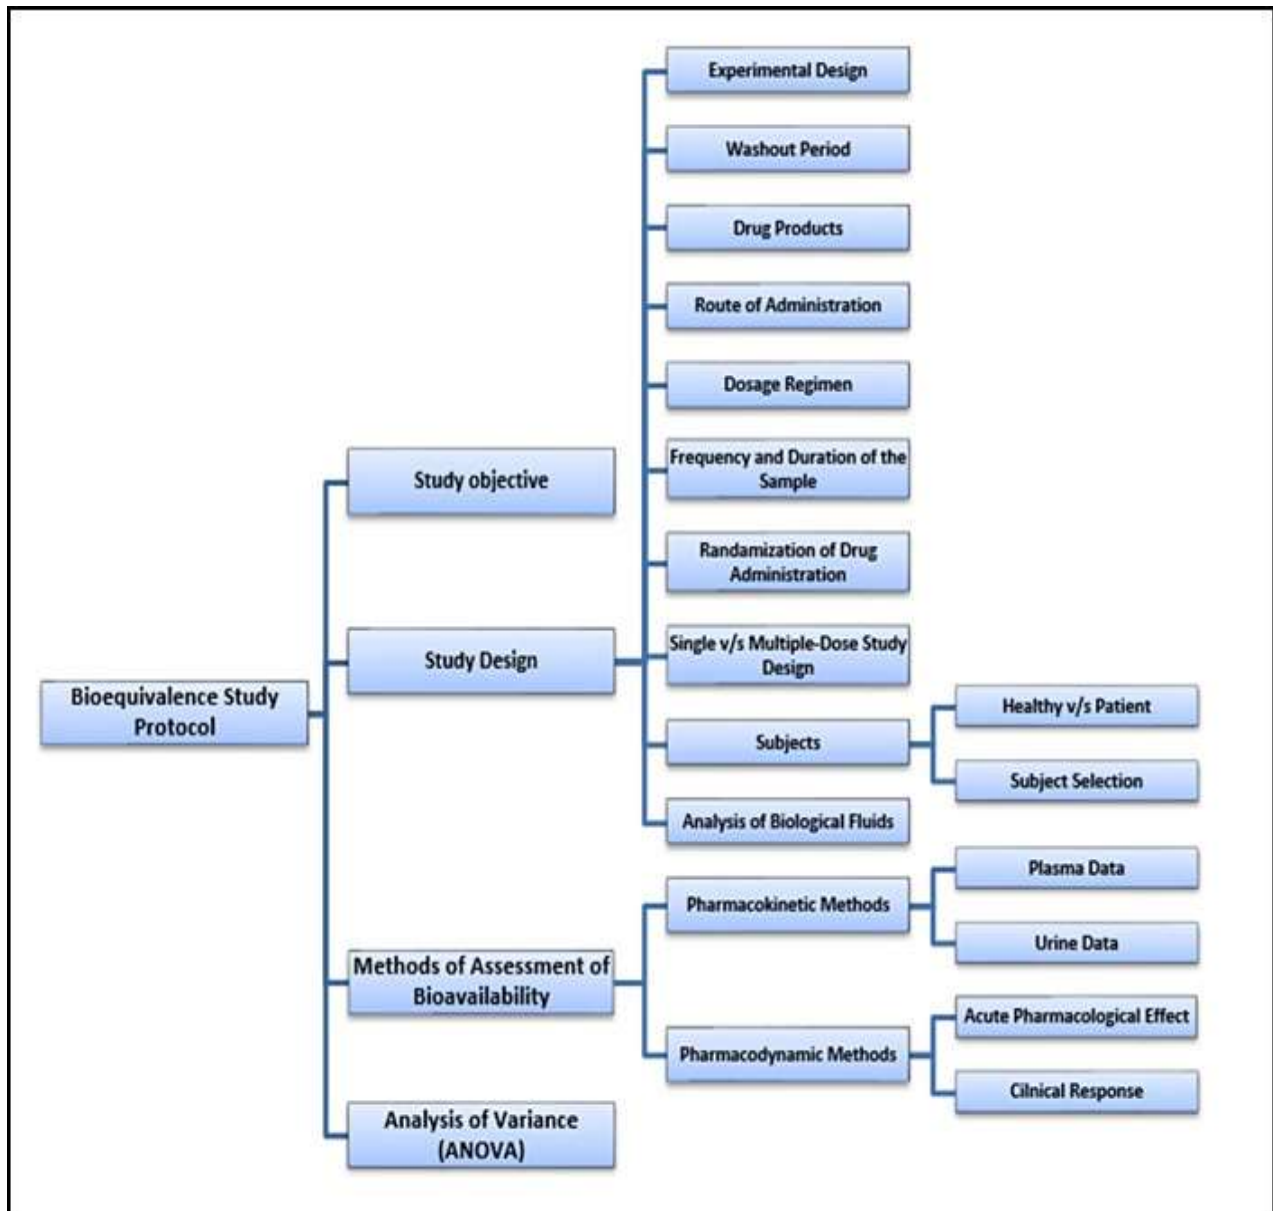 Experimental Design
Washout Period
Drug Products
Route of Administration
Dosage Regimen
Frequency and Duration of the
Sample
Study objective
Randamization of Drug
Administration
Single v/s Multiple-Dose Study
Design
Study Design
Bioequivalence Study
Protocol
Healthy v/s Patient
Subjects
Subject Selection
Analysis of Biological Fluids
Plasma Data
Pharmacokinetic Methods
Urine Data
Methods of Assessment of
Bioavailability
Acute Pharmacological Effect
Pharmacodynamic Methods
Cilnical Response
Analysis of Variance
(ANOVA)